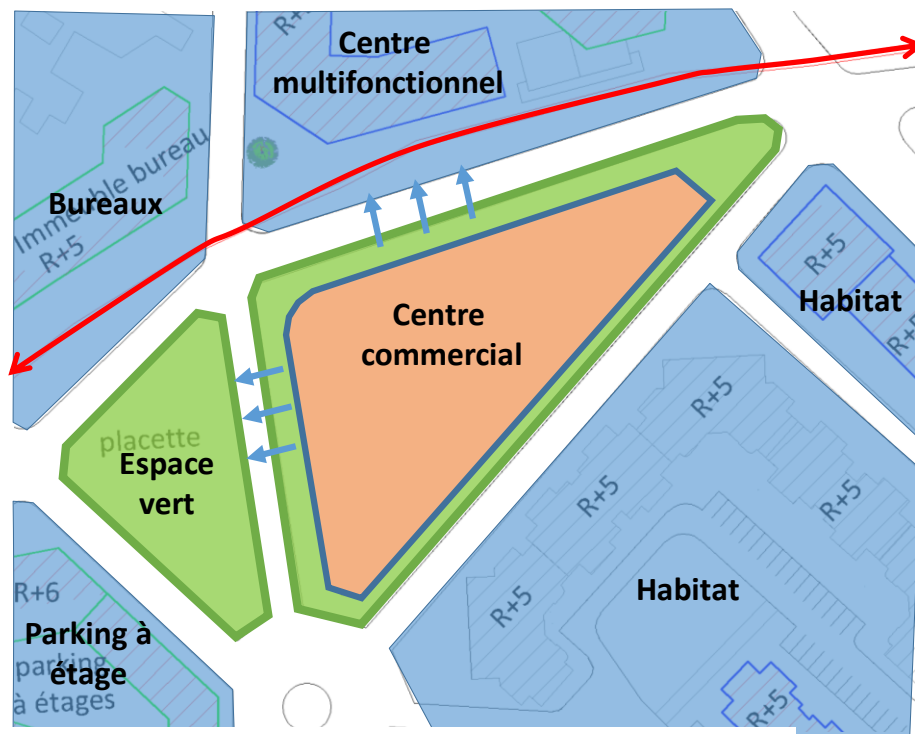 R+
Centre
multifonctionnel
Immeuble bureau
Bureaux
R+5
R+5
Habitat
R+5
Centre
commercial
R+5
placette
Espace
vert
R+5
R+5
R+6
Parking à
étage
parking
à étages
R+5
Habitat
R+5